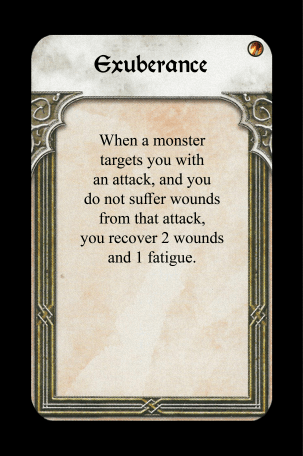 Exuberance
When a monster
targets you with
an attack, and you
do not suffer wounds
from that attack,
you recover 2 wounds
and 1 fatigue.